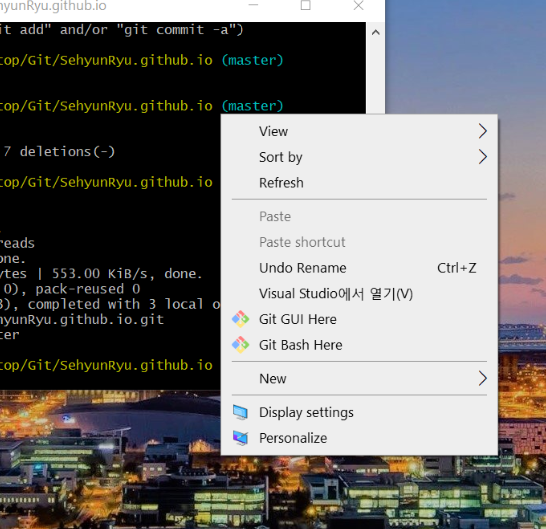 hyunRyu.github.io
it add" and/or "git commit -a")
top/Git/SehyunRyu.github.io (master)
top/Git/SehyunRyu.github.io (master)
7 deletions(-)
top/Git/SehyunRyu.github.io
reads
one.
ytes | 553.00 KiB/s, done.
0), pack-reused 0
3), completed with 3 local o
hyunRyu.github.io.git
ter
top/Git/SehyunRyu.github.io
View
Sort by
Refresh
Paste
Paste shortcut
Undo Rename Ctrl+Z
Visual Studio에서 열기(V)
Git GUI Here
Git Bash Here
New
Display settings
Personalize